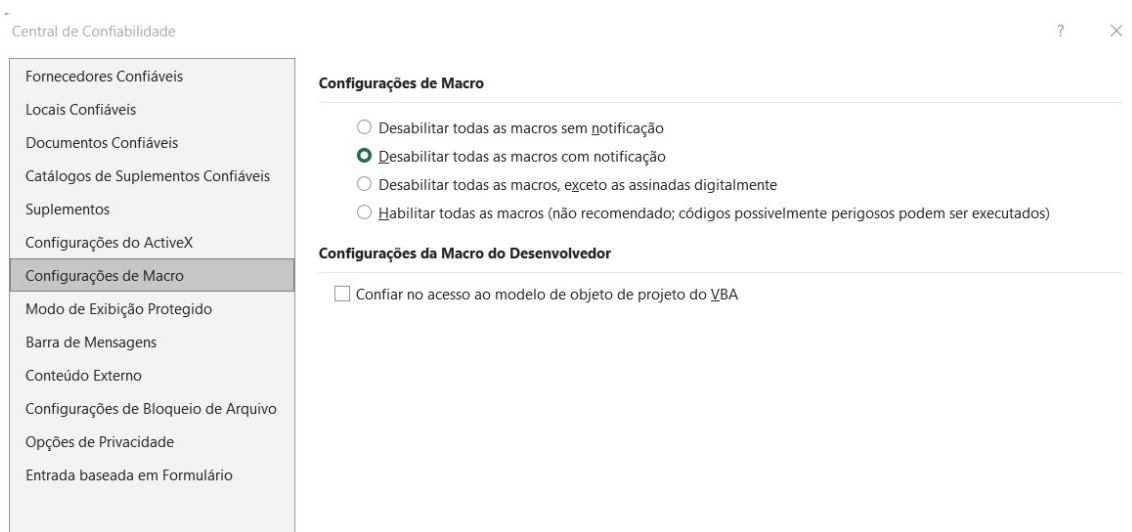 Central de Confiabilidade
?
Fornecedores Confiáveis
Locais Confiáveis
Documentos Confiáveis
Catálogos de Suplementos Confiáveis
Suplementos
Configurações do ActiveX
Configurações de Macro
Modo de Exibição Protegido
Barra de Mensagens
Conteúdo Externo
Configurações de Bloqueio de Arquivo
Opções de Privacidade
Entrada baseada em Formulário
Configurações de Macro
Desabilitar todas as macros sem notificação
Desabilitar todas as macros com notificação
Desabilitar todas as macros, exceto as assinadas digitalmente
Habilitar todas as macros (não recomendado; códigos possivelmente perigosos podem ser executados)
Configurações da Macro do Desenvolvedor
Confiar no acesso ao modelo de objeto de projeto do VBA